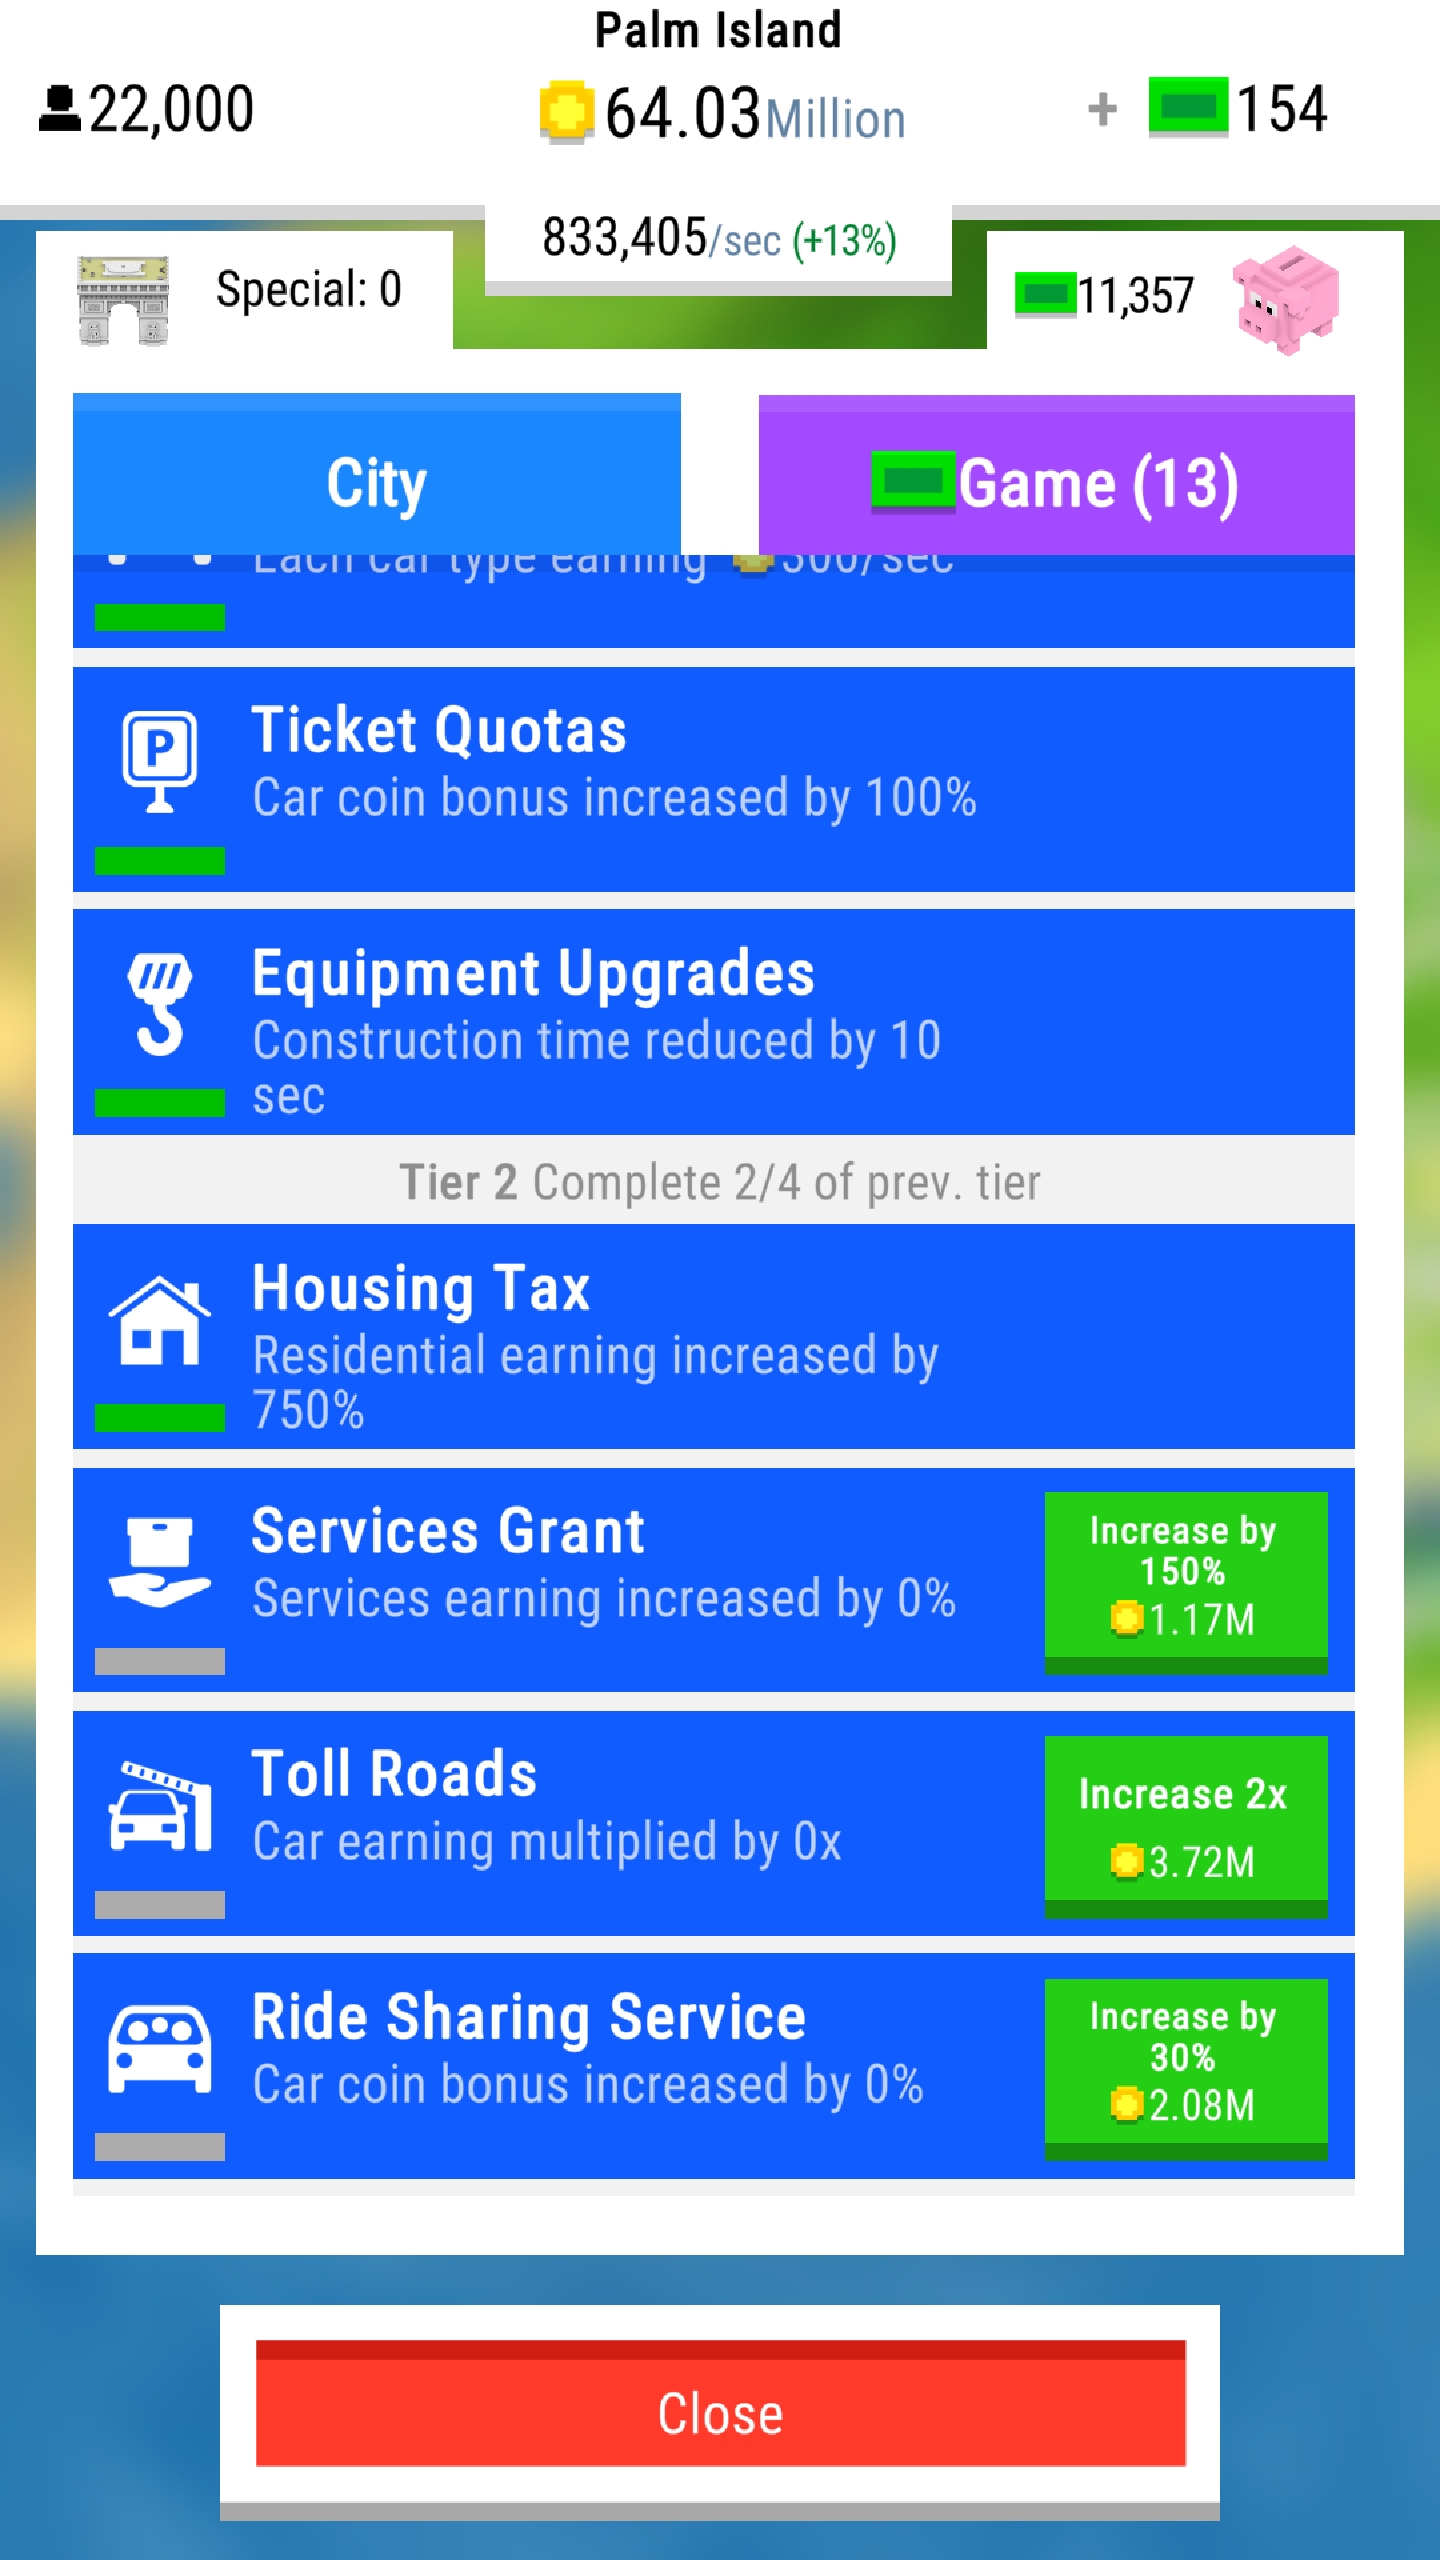 Palm Island
22,000
64.03Million
+ 154
833,405/sec (+13%)
Special: 0
11,357
City
Game (13)
Each car type earning 300/sec
Ticket Quotas
Car coin bonus increased by 100%
Equipment Upgrades
Construction time reduced by 10
sec
Tier 2 Complete 2/4 of prev. tier
Housing Tax
Residential earning increased by
750%
Services Grant
Services earning increased by 0%
Increase by
150%
1.17M
Toll Roads
Car earning multiplied by 0x
Increase 2x
3.72M
Ride Sharing Service
Car coin bonus increased by 0%
Increase by
30%
2.08M
Close